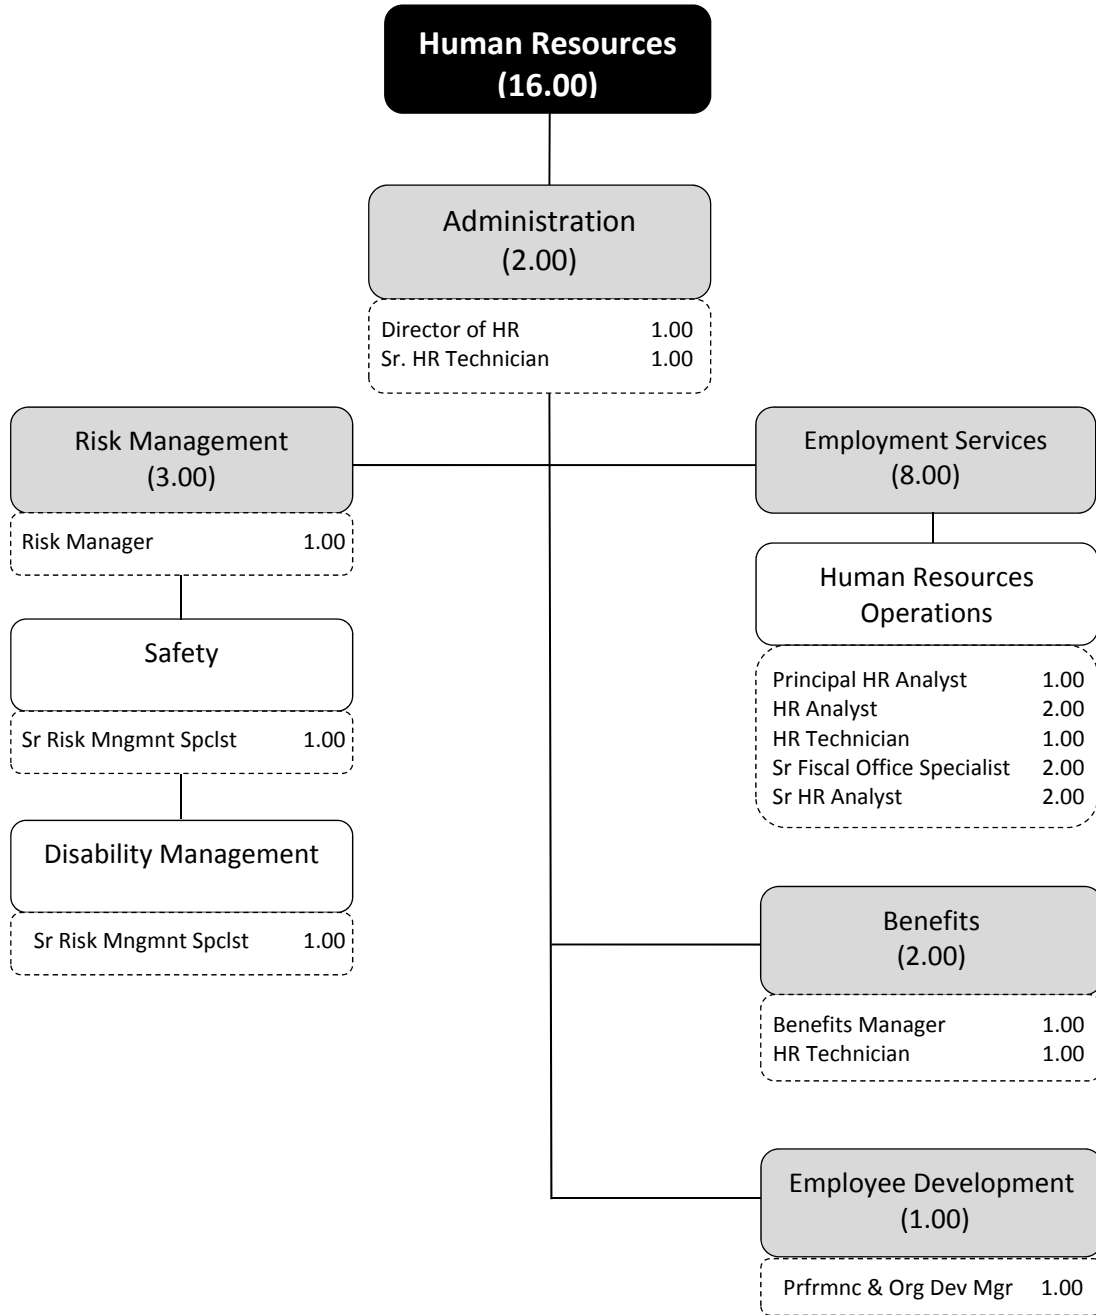 Human Resources
(16.00)
Administration
(2.00)
Director of HR 1.00
Sr. HR Technician 1.00
Risk Management
(3.00)
Risk Manager 1.00
Safety
Sr Risk Mngmnt Spclst 1.00
Disability Management
Sr Risk Mngmnt Spclst 1.00
Employment Services
(8.00)
Human Resources
Operations
Principal HR Analyst 1.00
HR Analyst 2.00
HR Technician 1.00
Sr Fiscal Office Specialist 2.00
Sr HR Analyst 2.00
Benefits
(2.00)
Benefits Manager 1.00
HR Technician 1.00
Employee Development
(1.00)
Prfrmnc & Org Dev Mgr 1.00